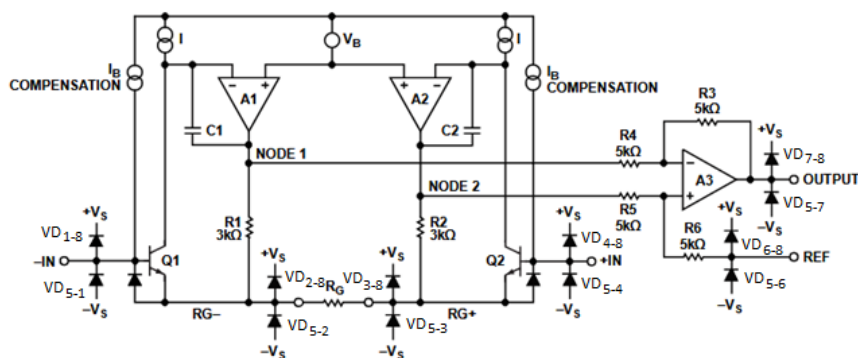 I
V_B
I
I_B
COMPENSATION
A1
A2
I_B
COMPENSATION
C1
C2
R3
5kΩ
R4
5kΩ
+V_S
VD_7-8
NODE 1
A3
OUTPUT
NODE 2
R5
5kΩ
VD_5-7
−V_S
R1
3kΩ
R2
3kΩ
R6
5kΩ
+V_S
VD_6-8
REF
VD_5-6
−V_S
+V_S
VD_1-8
−IN
Q1
VD_5-1
−V_S
+V_S
VD_2-8
R_G
+V_S
VD_3-8
Q2
+V_S
VD_4-8
+IN
VD_5-4
−V_S
RG−
VD_5-2
−V_S
VD_5-3
−V_S
RG+
− + + − − +